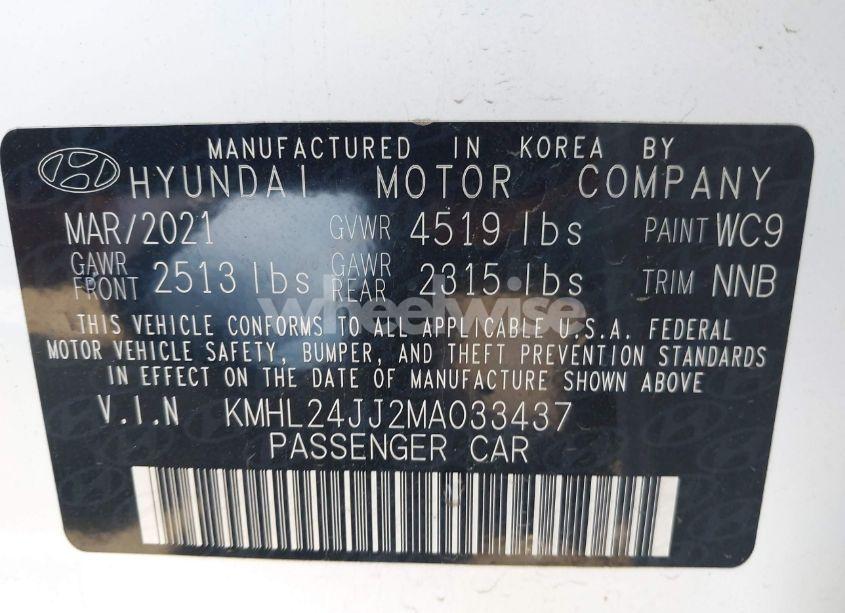 MANUFACTURED IN KOREA BY
HYUNDAI MOTOR COMPANY
MAR/2021 GVWR 4519 lbs PAINT WC9
GAWR FRONT 2513 lbs GAWR REAR 2315 lbs TRIM NNB
wheelwise
THIS VEHICLE CONFORMS TO ALL APPLICABLE U.S.A. FEDERAL
MOTOR VEHICLE SAFETY, BUMPER, AND THEFT PREVENTION STANDARDS
IN EFFECT ON THE DATE OF MANUFACTURE SHOWN ABOVE
V.I.N KMHL24JJ2MA033437
PASSENGER CAR